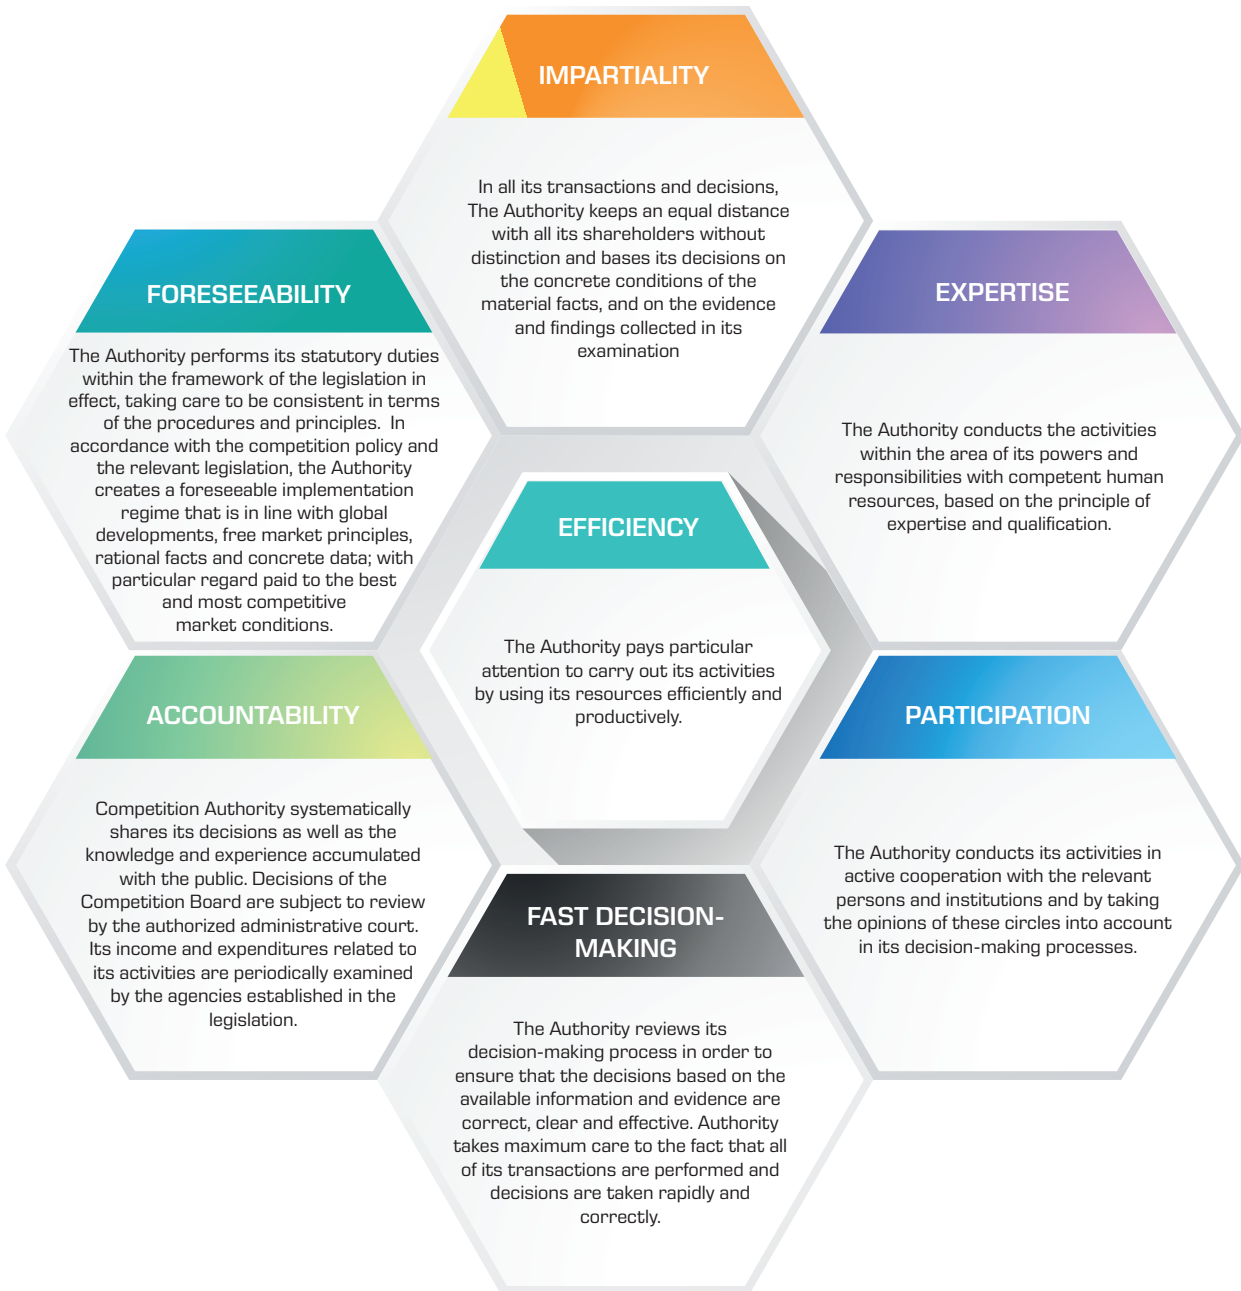 IMPARTIALITY
In all its transactions and decisions,
The Authority keeps an equal distance
with all its shareholders without
distinction and bases its decisions on
the concrete conditions of the
material facts, and on the evidence
and findings collected in its
examination
FORESEEABILITY
The Authority performs its statutory duties
within the framework of the legislation in
effect, taking care to be consistent in terms
of the procedures and principles. In
accordance with the competition policy and
the relevant legislation, the Authority
creates a foreseeable implementation
regime that is in line with global
developments, free market principles,
rational facts and concrete data; with
particular regard paid to the best
and most competitive
market conditions.
EXPERTISE
The Authority conducts the activities
within the area of its powers and
responsibilities with competent human
resources, based on the principle of
expertise and qualification.
EFFICIENCY
The Authority pays particular
attention to carry out its activities
by using its resources efficiently and
productively.
ACCOUNTABILITY
Competition Authority systematically
shares its decisions as well as the
knowledge and experience accumulated
with the public. Decisions of the
Competition Board are subject to review
by the authorized administrative court.
Its income and expenditures related to
its activities are periodically examined
by the agencies established in the
legislation.
PARTICIPATION
The Authority conducts its activities in
active cooperation with the relevant
persons and institutions and by taking
the opinions of these circles into account
in its decision-making processes.
FAST DECISION-
MAKING
The Authority reviews its
decision-making process in order to
ensure that the decisions based on the
available information and evidence are
correct, clear and effective. Authority
takes maximum care to the fact that all
of its transactions are performed and
decisions are taken rapidly and
correctly.